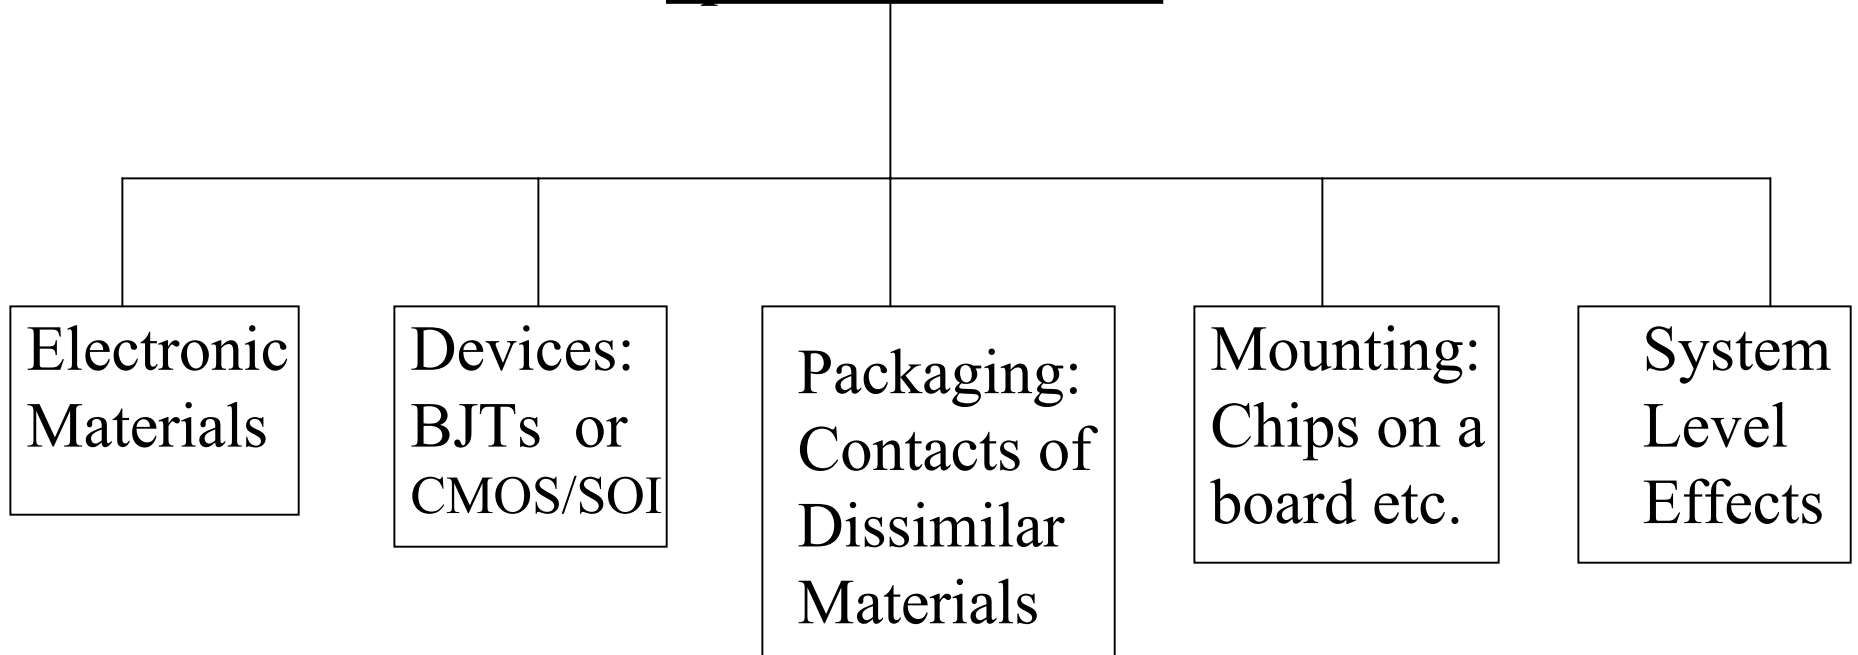 Electronic
Materials
Devices:
BJTs or
CMOS/SOI
Packaging:
Contacts of
Dissimilar
Materials
Mounting:
Chips on a
board etc.
System
Level
Effects